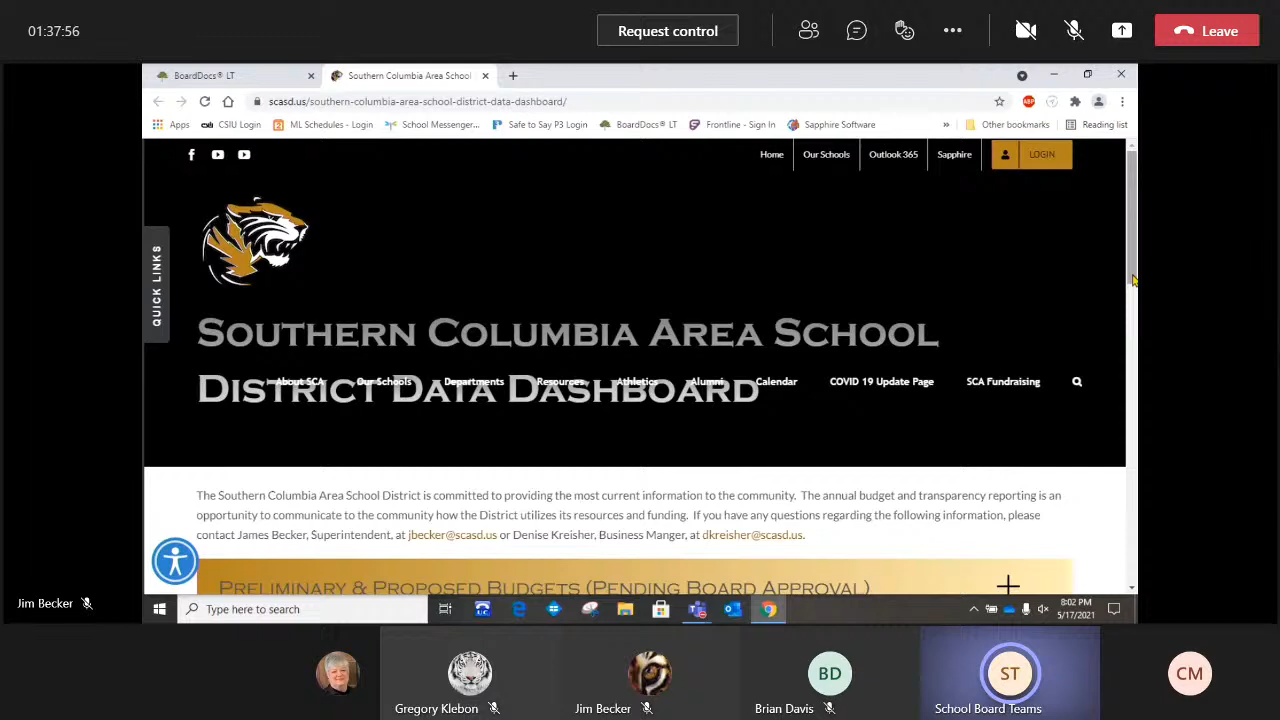 01:37:56
Request control
Leave
BoardDocs® LT
Southern Columbia Area School
scasd.us/southern-columbia-area-school-district-data-dashboard/
ABP
Apps
CSIU Login
ML Schedules - Login
School Messenger...
Safe to Say P3 Login
BoardDocs® LT
Frontline - Sign In
Sapphire Software
»
Other bookmarks
Reading list
Home
Our Schools
Outlook 365
Sapphire
LOGIN
QUICK LINKS
Southern Columbia Area School
District Data Dashboard
About SCA
Our Schools
Departments
Resources
Athletics
Alumni
Calendar
COVID 19 Update Page
SCA Fundraising
The Southern Columbia Area School District is committed to providing the most current information to the community. The annual budget and transparency reporting is an
opportunity to communicate to the community how the District utilizes its resources and funding. If you have any questions regarding the following information, please
contact James Becker, Superintendent, at jbecker@scasd.us or Denise Kreisher, Business Manger, at dkreisher@scasd.us.
Preliminary & Proposed Budgets (Pending Board Approval)
Jim Becker
Type here to search
8:02 PM
5/17/2021
BD
ST
CM
Gregory Klebon
Jim Becker
Brian Davis
School Board Teams